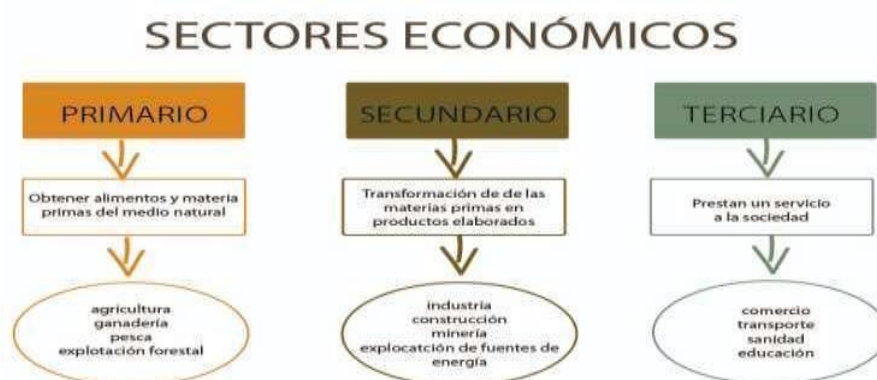 SECTORES ECONÓMICOS
PRIMARIO
Obtener alimentos y materia
primas del medio natural
agricultura
ganadería
pesca
explotación forestal
SECUNDARIO
Transformación de de las
materias primas en
productos elaborados
industria
construcción
minería
explocatción de fuentes de
energía
TERCIARIO
Prestan un servicio
a la sociedad
comercio
transporte
sanidad
educación